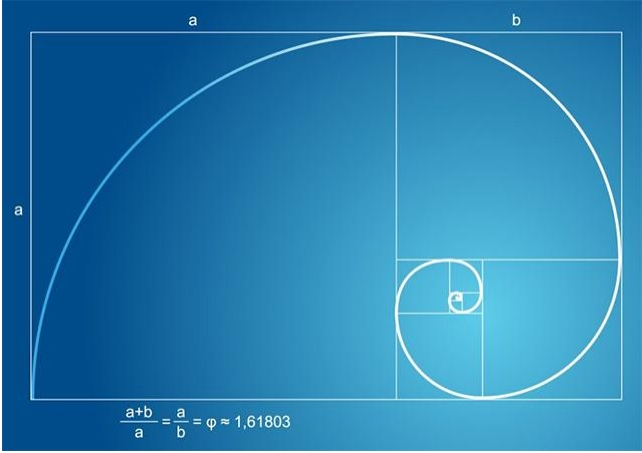 a b
a
a+b/a = a/b = φ ≈ 1,61803